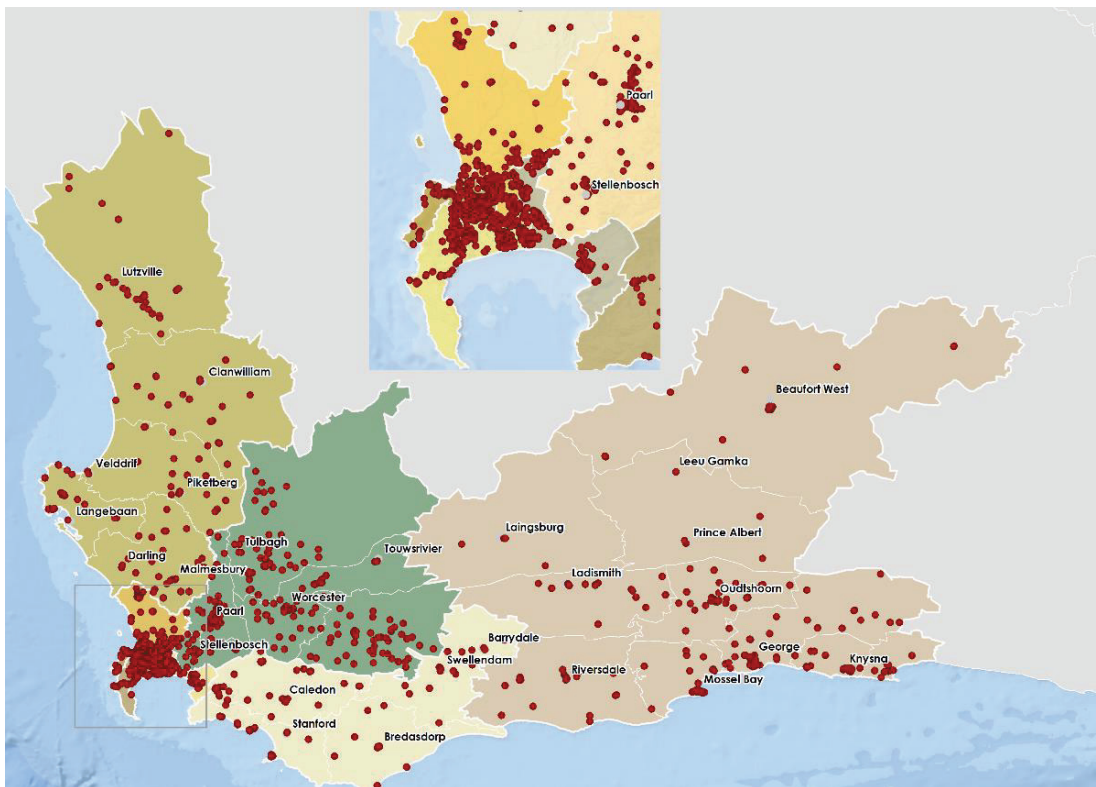 Paarl
Stellenbosch
Lutzville
Clanwilliam
Beaufort West
Velddrif
Piketberg
Leeu Gamka
Langebaan
Laingsburg
Prince Albert
Tulbagh
Touwsrivier
Darling
Malmesbury
Ladismith
Oudtshoorn
Worcester
Paarl
Stellenbosch
Barrydale
George
Swellendam
Knysna
Riversdale
Mossel Bay
Caledon
Stanford
Bredasdorp